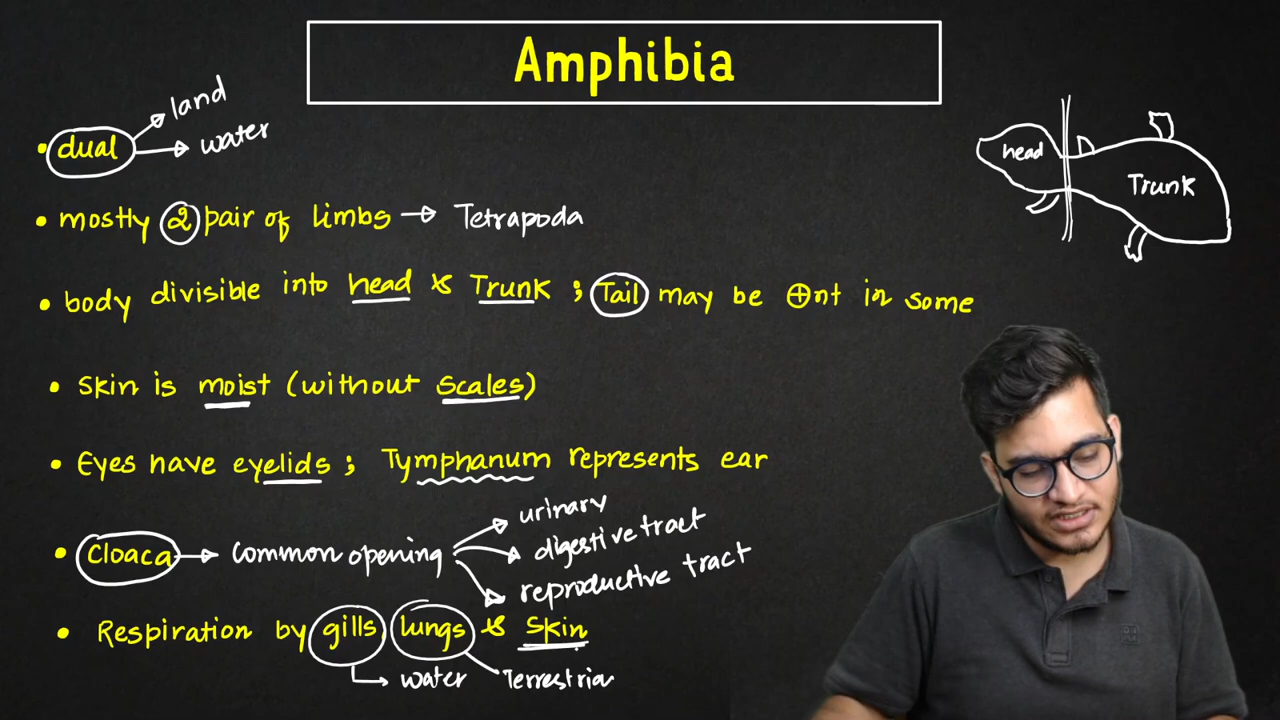 Amphibia
land
• dual
water
• mostly 2 pair of limbs → Tetrapoda
• body divisible into head & Trunk ; Tail may be ⊕nt in some
head
Trunk
• Skin is moist (without scales)
• Eyes have eyelids ; Tymphanum represents ear
urinary
• Cloaca → common opening
digestive tract
reproductive tract
• Respiration by gills, lungs & skin
water
Terrestria